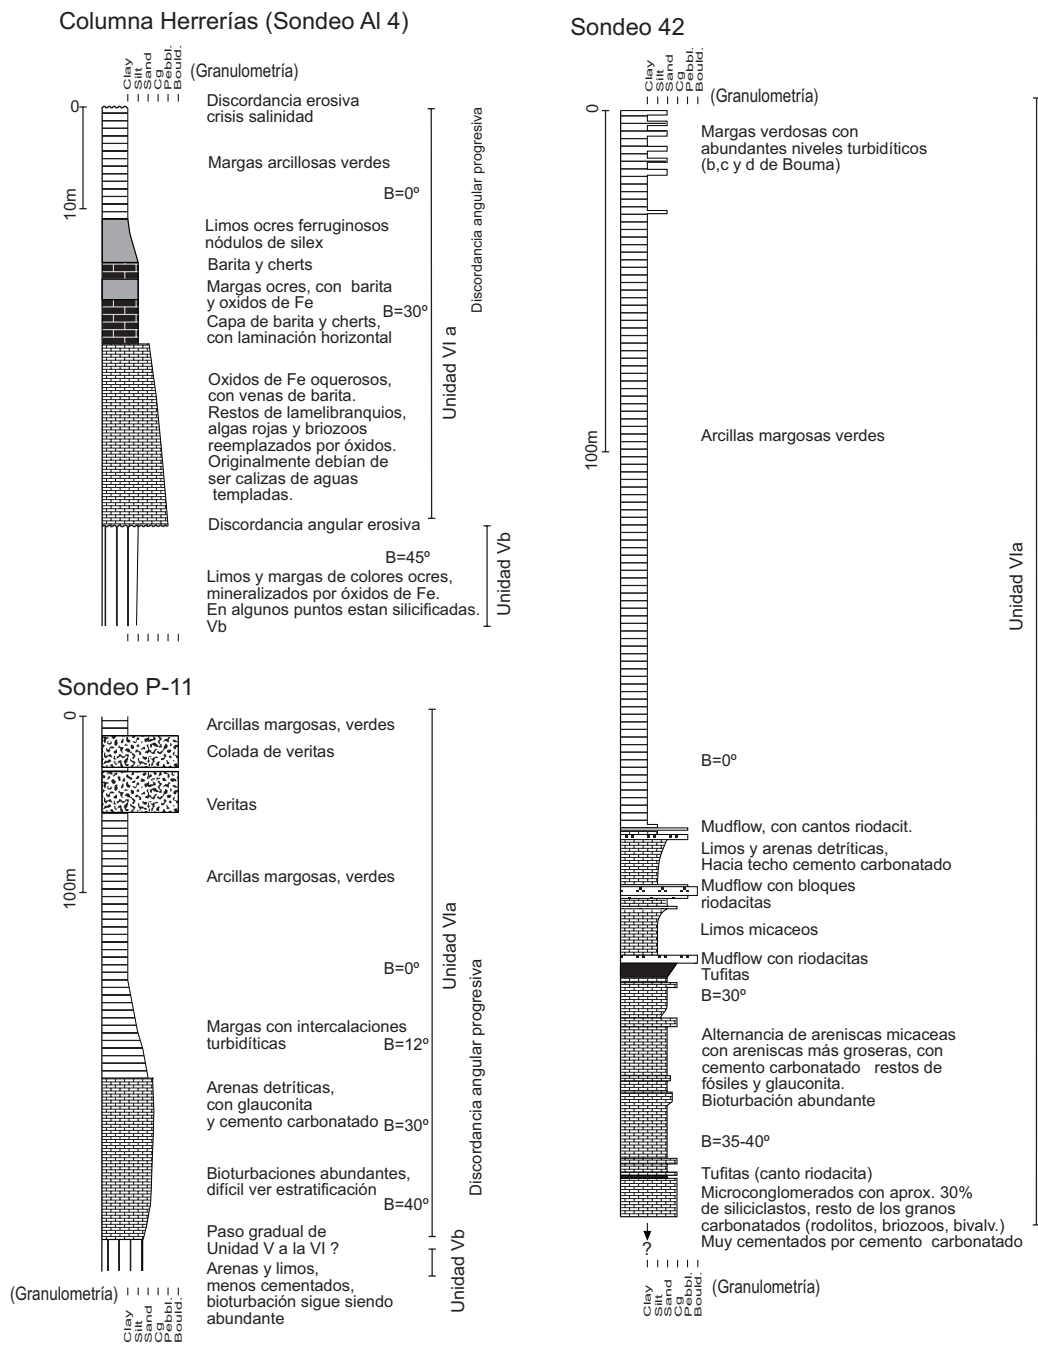 Columna Herrerías (Sondeo Al 4)
Clay
Silt
Sand
Cg
Pebbl.
Bould.
(Granulometría)
0
10m
Discordancia erosiva
crisis salinidad
Margas arcillosas verdes
B=0º
Limos ocres ferruginosos
nódulos de silex
Barita y cherts
Margas ocres, con barita
y oxidos de Fe
B=30º
Capa de barita y cherts,
con laminación horizontal
Oxidos de Fe oquerosos,
con venas de barita.
Restos de lamelibranquios,
algas rojas y briozoos
reemplazados por óxidos.
Originalmente debían de
ser calizas de aguas
templadas.
Discordancia angular erosiva
B=45º
Limos y margas de colores ocres,
mineralizados por óxidos de Fe.
En algunos puntos estan silicificadas.
Vb
Unidad VI a
Discordancia angular progresiva
Unidad Vb
Sondeo P-11
0
100m
Arcillas margosas, verdes
Colada de veritas
Veritas
Arcillas margosas, verdes
B=0º
Margas con intercalaciones
turbidíticas
B=12º
Arenas detríticas,
con glauconita
y cemento carbonatado
B=30º
Bioturbaciones abundantes,
difícil ver estratificación
B=40º
Paso gradual de
Unidad V a la VI ?
Arenas y limos,
menos cementados,
bioturbación sigue siendo
abundante
Unidad VIa
Discordancia angular progresiva
Unidad Vb
(Granulometría)
Clay
Silt
Sand
Cg
Pebbl.
Bould.
Sondeo 42
Clay
Silt
Sand
Cg
Pebbl.
Bould.
(Granulometría)
0
100m
Margas verdosas con
abundantes niveles turbidíticos
(b,c y d de Bouma)
Arcillas margosas verdes
B=0º
Mudflow, con cantos riodacit.
Limos y arenas detríticas,
Hacia techo cemento carbonatado
Mudflow con bloques
riodacitas
Limos micaceos
Mudflow con riodacitas
Tufitas
B=30º
Alternancia de areniscas micaceas
con areniscas más groseras, con
cemento carbonatado restos de
fósiles y glauconita.
Bioturbación abundante
B=35-40º
Tufitas (canto riodacita)
Microconglomerados con aprox. 30%
de siliciclastos, resto de los granos
carbonatados (rodolitos, briozoos, bivalv.)
Muy cementados por cemento carbonatado
?
Unidad VIa
Clay
Silt
Sand
Cg
Pebbl.
Bould.
(Granulometría)